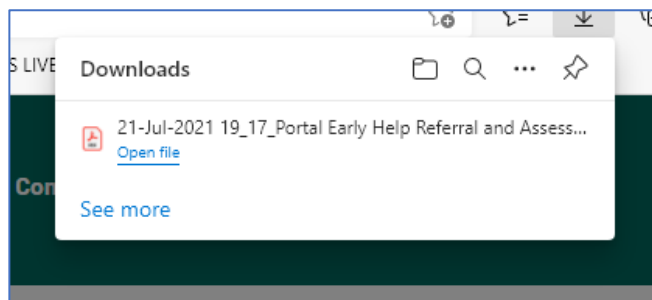 S LIVE
Downloads
21-Jul-2021 19_17_Portal Early Help Referral and Assess...
Open file
Con
See more